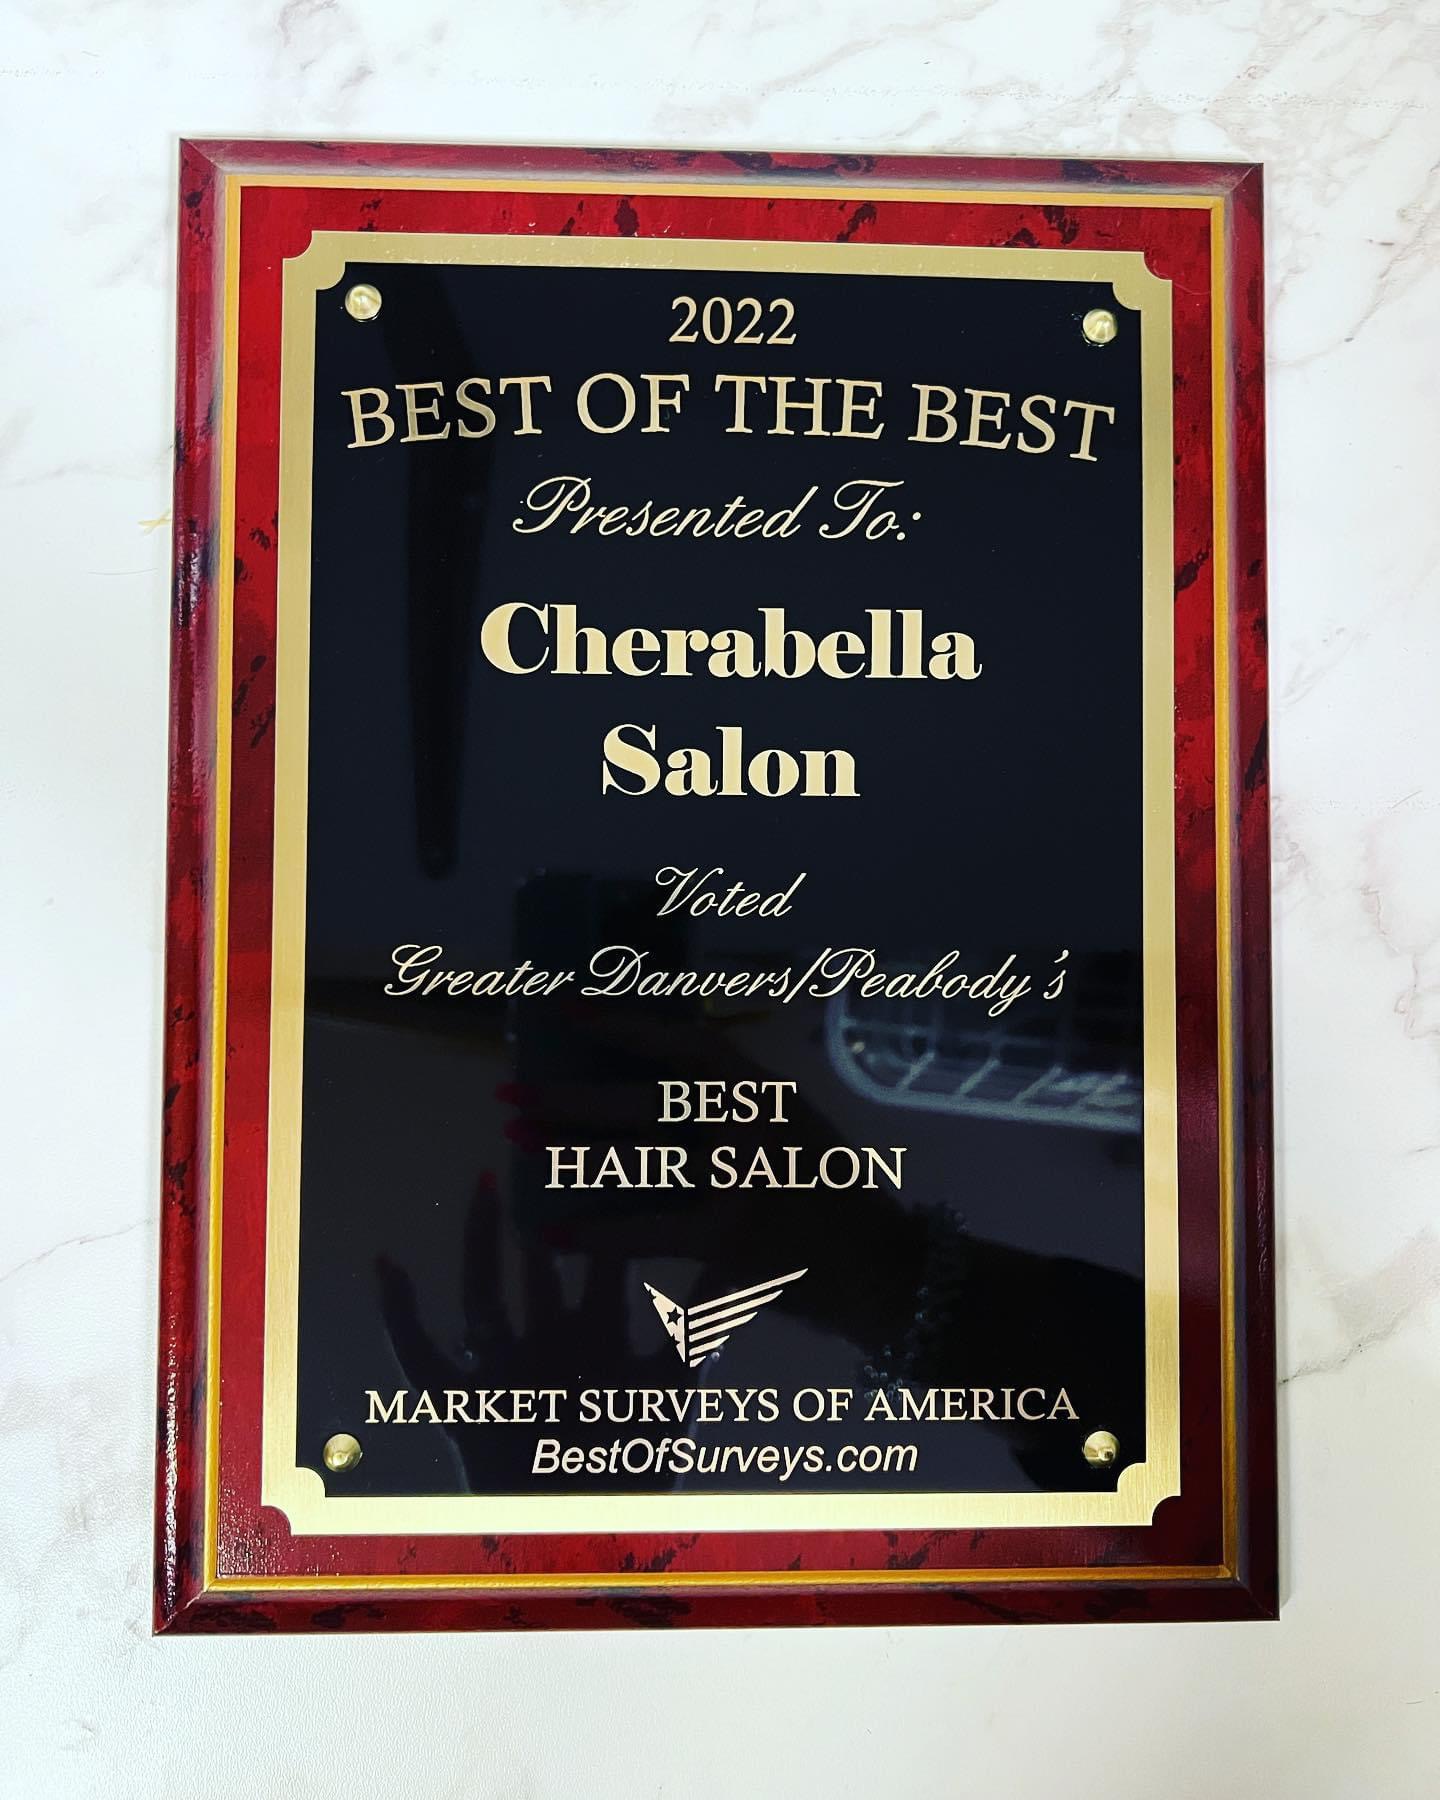 2022
BEST OF THE BEST
Presented To:
Cherabella
Salon
Voted
Greater Danvers/Peabody's
BEST
HAIR SALON
MARKET SURVEYS OF AMERICA
BestOfSurveys.com